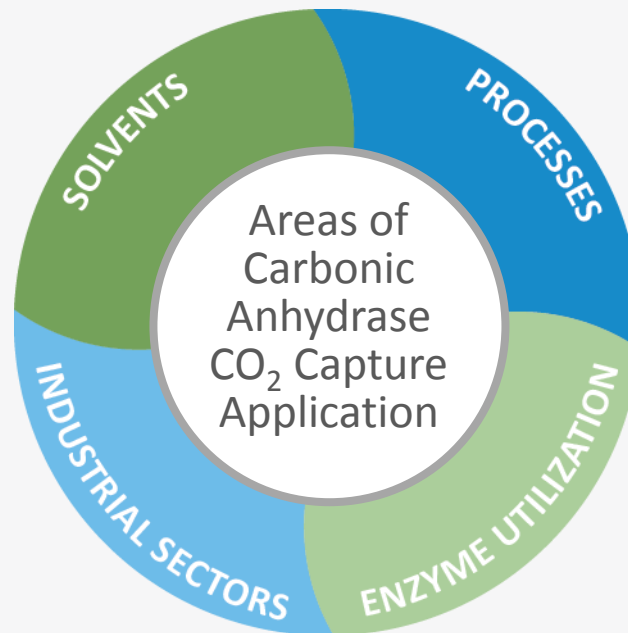 SOLVENTS
PROCESSES
Areas of
Carbonic
Anhydrase
CO₂ Capture
Application
INDUSTRIAL SECTORS
ENZYME UTILIZATION